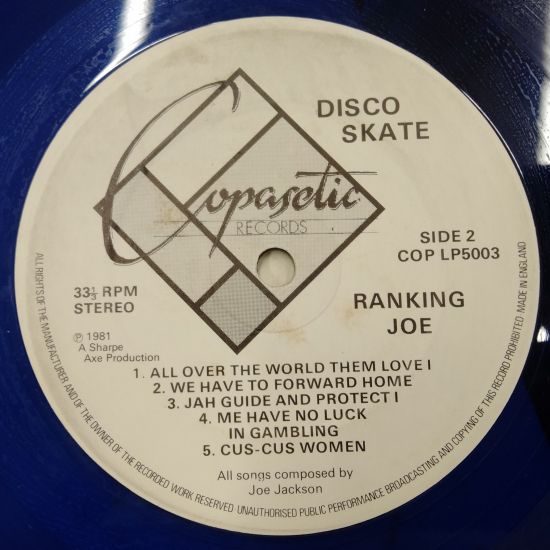 DISCO
SKATE
Copasetic
RECORDS
SIDE 2
COP LP5003
33⅓ RPM
STEREO
RANKING
JOE
℗ 1981
A Sharpe
Axe Production
1. ALL OVER THE WORLD THEM LOVE I
2. WE HAVE TO FORWARD HOME
3. JAH GUIDE AND PROTECT I
4. ME HAVE NO LUCK
IN GAMBLING
5. CUS-CUS WOMEN
All songs composed by
Joe Jackson
ALL RIGHTS OF THE MANUFACTURER AND OF THE OWNER OF THE RECORDED WORK RESERVED UNAUTHORISED PUBLIC PERFORMANCE BROADCASTING AND COPYING OF THIS RECORD PROHIBITED MADE IN ENGLAND